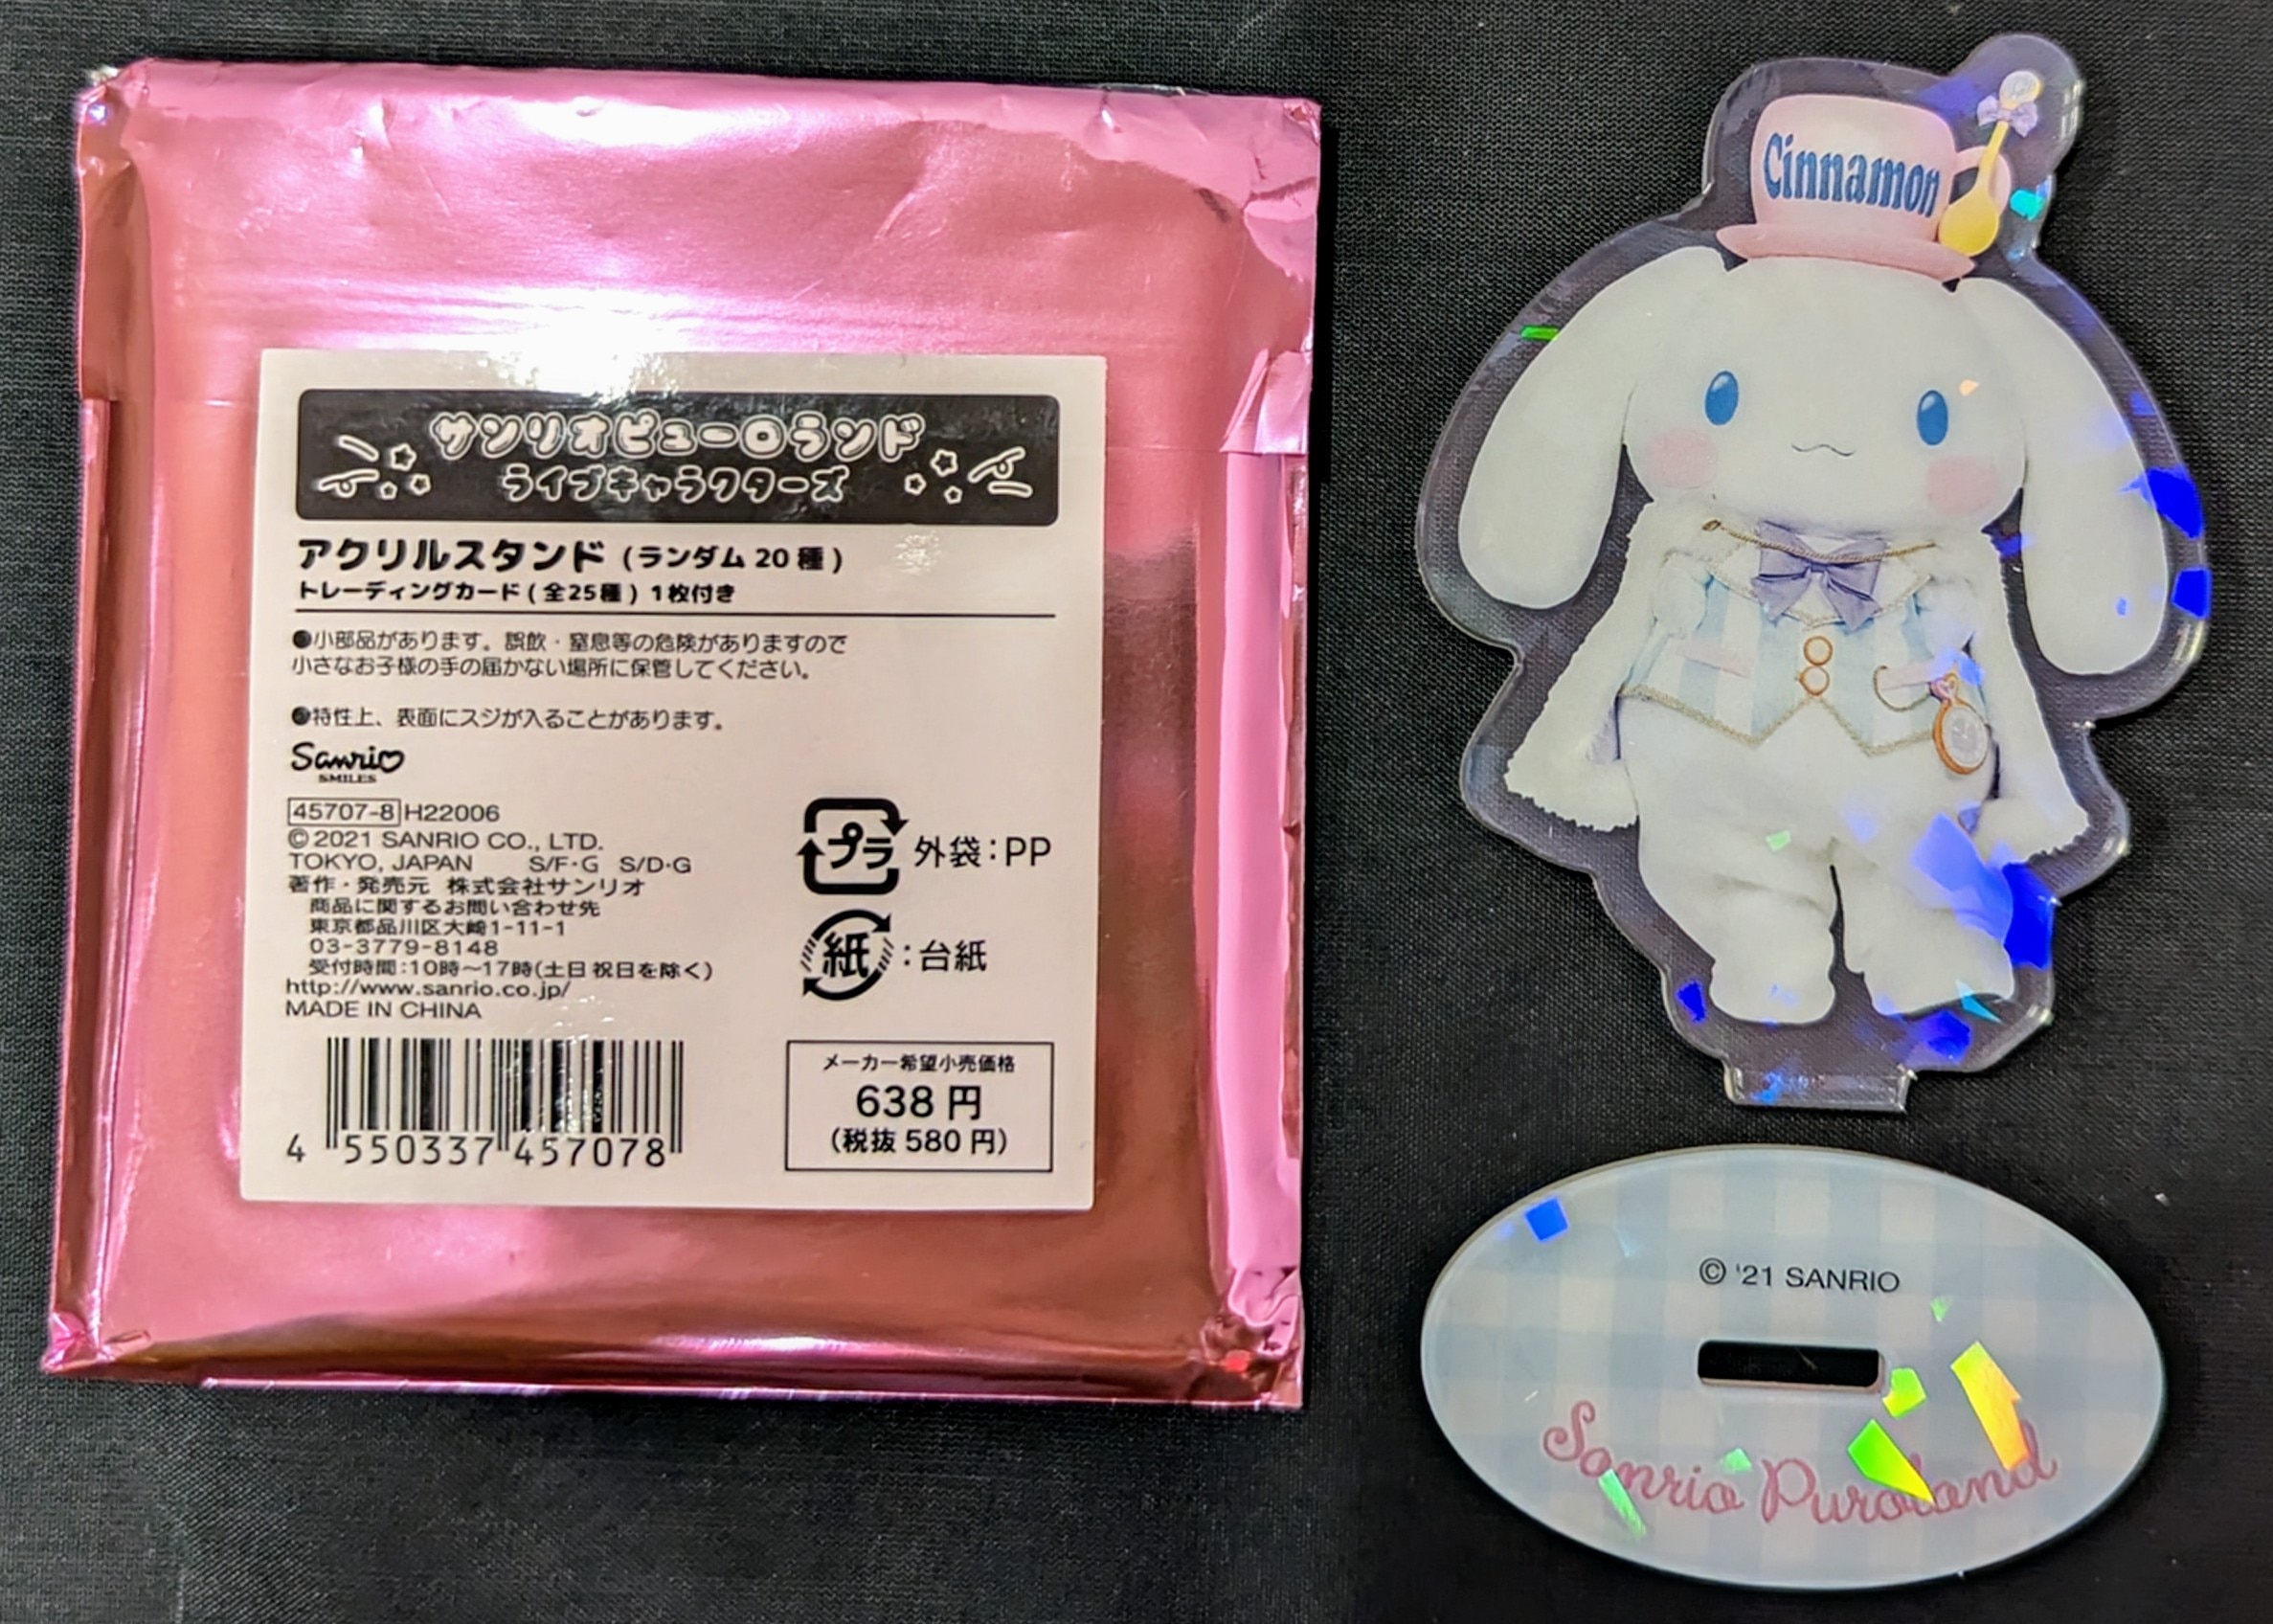 サンリオピューロランド
ライブキャラクターズ
アクリルスタンド (ランダム 20 種)
トレーディングカード (全25種) 1枚付き
●小部品があります。誤飲・窒息等の危険がありますので
小さなお子様の手の届かない場所に保管してください。
●特性上、表面にスジが入ることがあります。
Sanrio
SMILES
45707-8 H22006
© 2021 SANRIO CO., LTD.
TOKYO, JAPAN S/F・G S/D・G
著作・発売元 株式会社サンリオ
商品に関するお問い合わせ先
東京都品川区大崎1-11-1
03-3779-8148
受付時間:10時〜17時(土日祝日を除く)
http://www.sanrio.co.jp/
MADE IN CHINA
プラ 外袋:PP
紙 :台紙
4 550337 457078
メーカー希望小売価格
638 円
(税抜 580 円)
Cinnamon
© '21 SANRIO
Sanrio Puroland